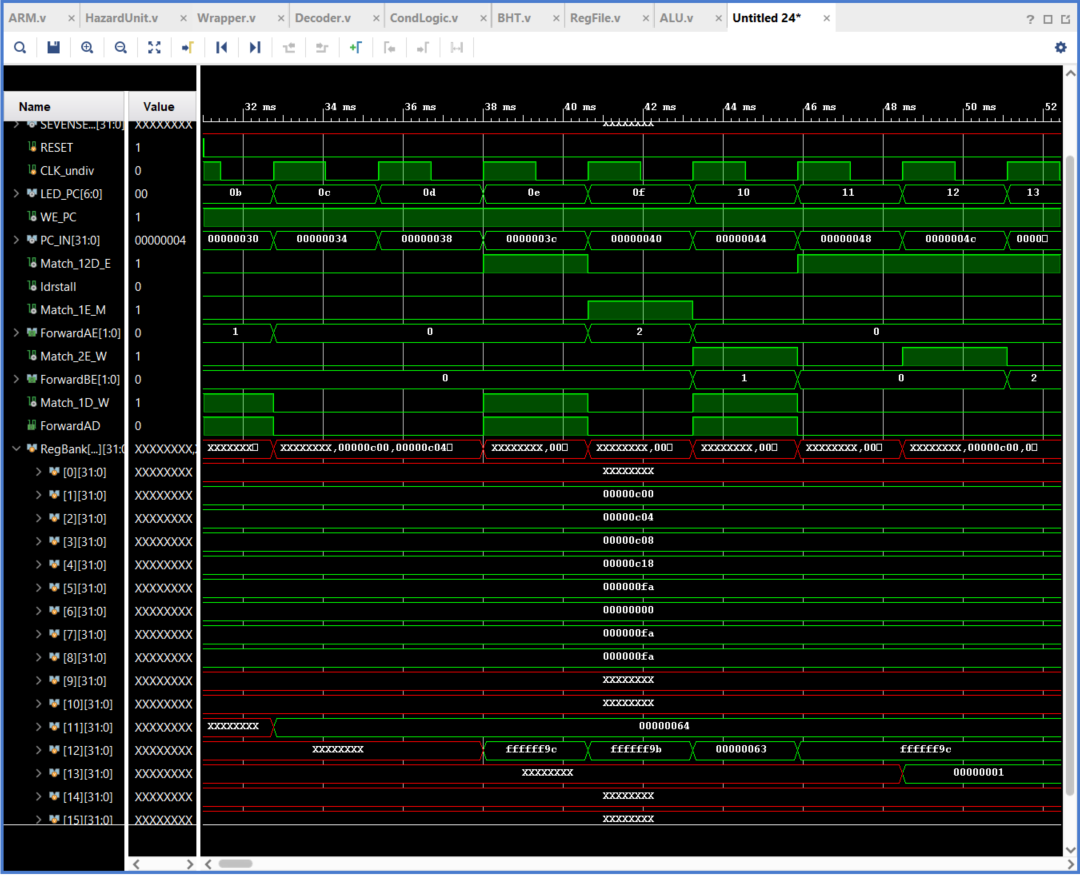 ARM.v × HazardUnit.v × Wrapper.v × Decoder.v × CondLogic.v × BHT.v × RegFile.v × ALU.v × Untitled 24* × ?
32 ms 34 ms 36 ms 38 ms 40 ms 42 ms 44 ms 46 ms 48 ms 50 ms 52
Name Value
SEVENSE...[31:0] XXXXXXXX XXXXXXXX
RESET 1
CLK_undiv 0
LED_PC[6:0] 00 0b 0c 0d 0e 0f 10 11 12 13
WE_PC 1
PC_IN[31:0] 00000004 00000030 00000034 00000038 0000003c 00000040 00000044 00000048 0000004c 0000
Match_12D_E 1
ldrstall 0
Match_1E_M 1
ForwardAE[1:0] 0 1 0 2 0
Match_2E_W 1
ForwardBE[1:0] 0 0 1 0 2
Match_1D_W 1
ForwardAD 0
RegBank[...][31:0 XXXXXXXX, XXXXXXX XXXXXXXX,00000c00,00000c04 XXXXXXXX,00 XXXXXXXX,00 XXXXXXXX,00 XXXXXXXX,00 XXXXXXXX,00000c00,0
[0][31:0] XXXXXXXX XXXXXXXX
[1][31:0] XXXXXXXX 00000c00
[2][31:0] XXXXXXXX 00000c04
[3][31:0] XXXXXXXX 00000c08
[4][31:0] XXXXXXXX 00000c18
[5][31:0] XXXXXXXX 000000fa
[6][31:0] XXXXXXXX 00000000
[7][31:0] XXXXXXXX 000000fa
[8][31:0] XXXXXXXX 000000fa
[9][31:0] XXXXXXXX XXXXXXXX
[10][31:0] XXXXXXXX XXXXXXXX
[11][31:0] XXXXXXXX XXXXXXXX 00000064
[12][31:0] XXXXXXXX XXXXXXXX ffffff9c ffffff9b 00000063 ffffff9c
[13][31:0] XXXXXXXX XXXXXXXX 00000001
[14][31:0] XXXXXXXX XXXXXXXX
[15][31:0] XXXXXXXX XXXXXXXX